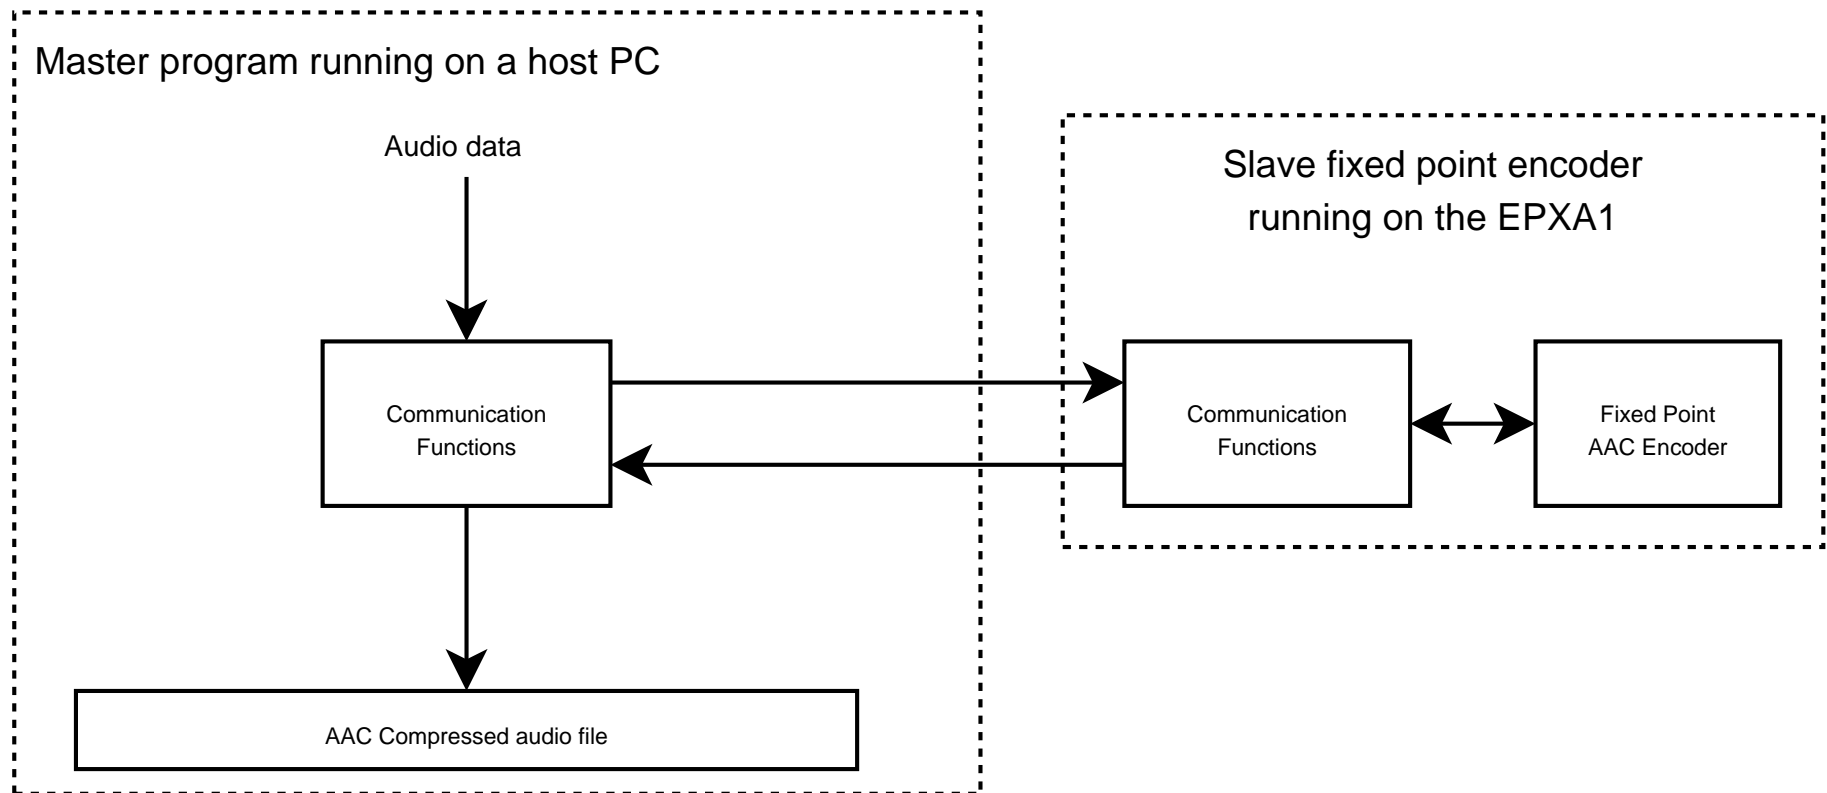 Master program running on a host PC
Audio data
Slave fixed point encoder
running on the EPXA1
Communication
Functions
Communication
Functions
Fixed Point
AAC Encoder
AAC Compressed audio file